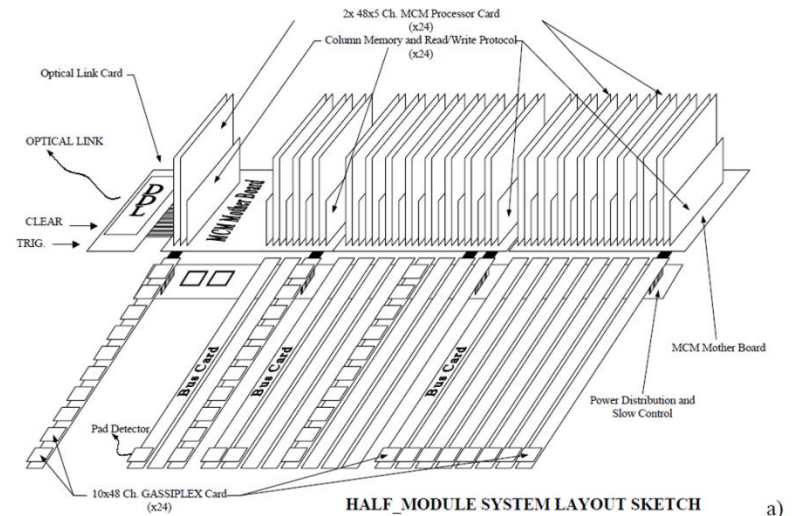 2x 48x5 Ch. MCM Processor Card
(x24)
Column Memory and Read/Write Protocol
(x24)
Optical Link Card
OPTICAL LINK
MCM Mother Board
CLEAR
TRIG.
MCM Mother Board
Bus Card
Bus Card
Bus Card
Power Distribution and
Slow Control
Pad Detector
10x48 Ch. GASSIPLEX Card
(x24)
HALF_MODULE SYSTEM LAYOUT SKETCH
a)